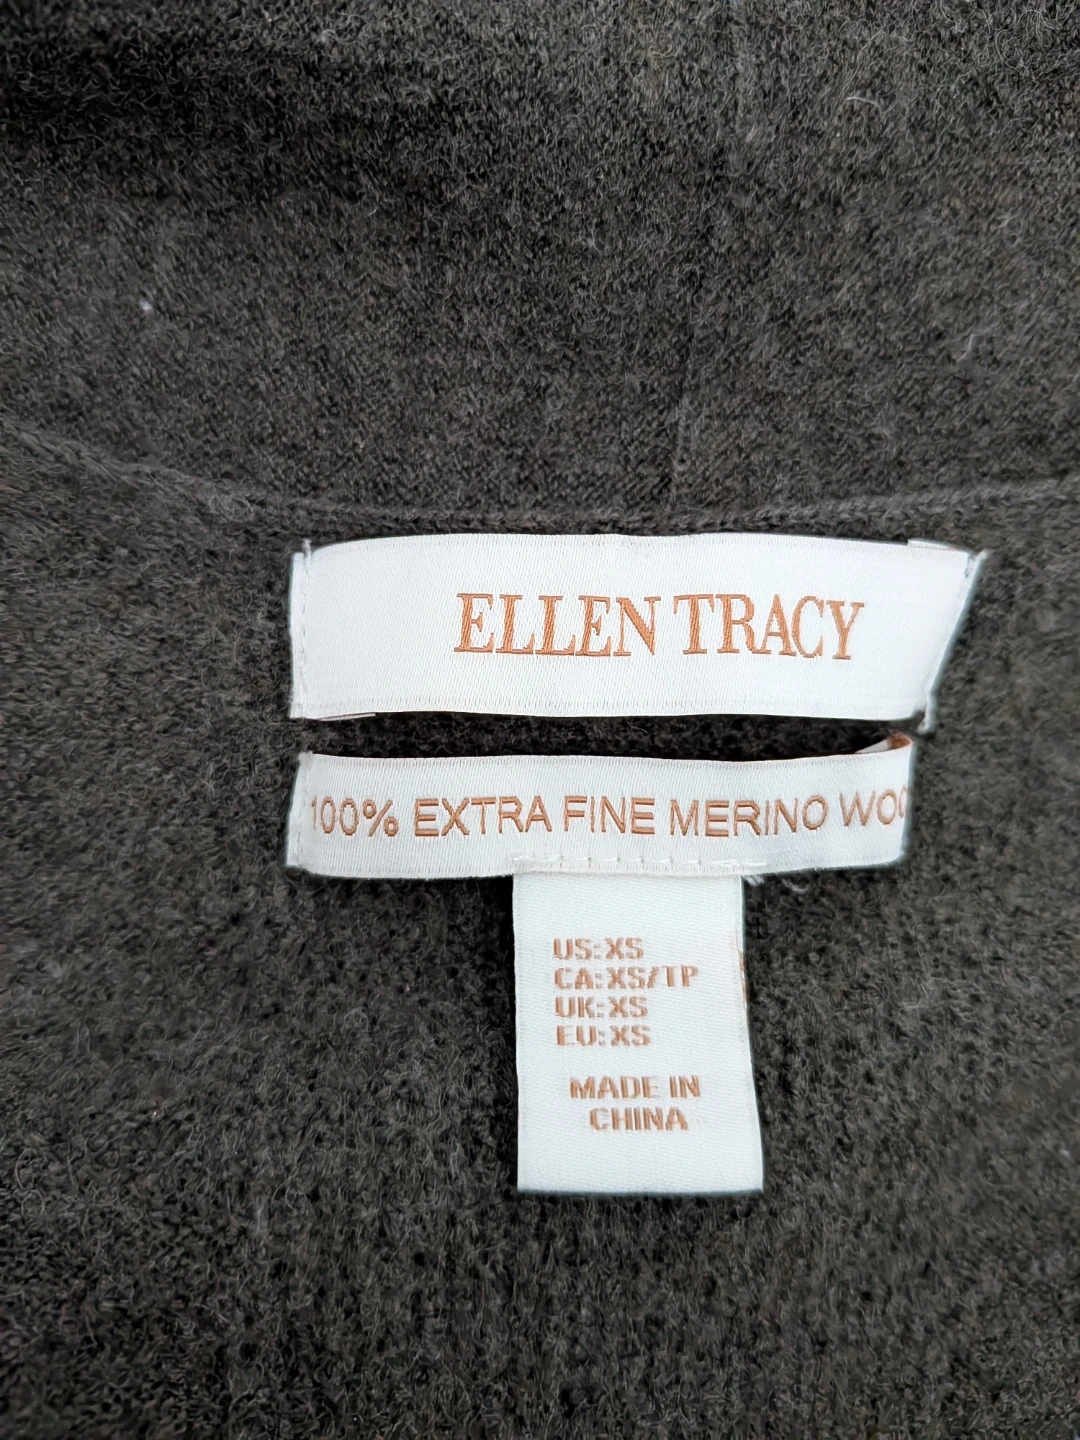 ELLEN TRACY
100% EXTRA FINE MERINO WOO
US:XS
CA:XS/TP
UK:XS
EU:XS
MADE IN
CHINA